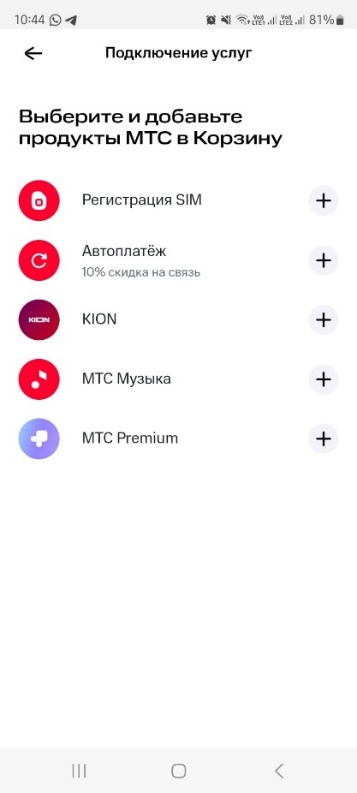 10:44 81%
Подключение услуг
Выберите и добавьте
продукты МТС в Корзину
Регистрация SIM
Автоплатёж
10% скидка на связь
KION
KION
МТС Музыка
МТС Premium